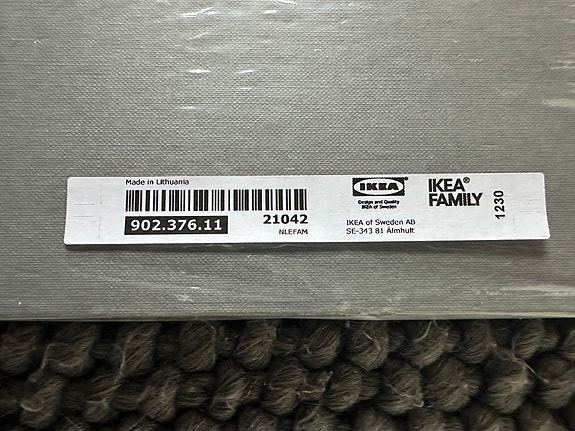 Made in Lithuania
902.376.11
21042
NLEFAM
IKEA®
Design and Quality
IKEA of Sweden
IKEA of Sweden AB
SE-343 81 Älmhult
IKEA®
FAMILY
1230